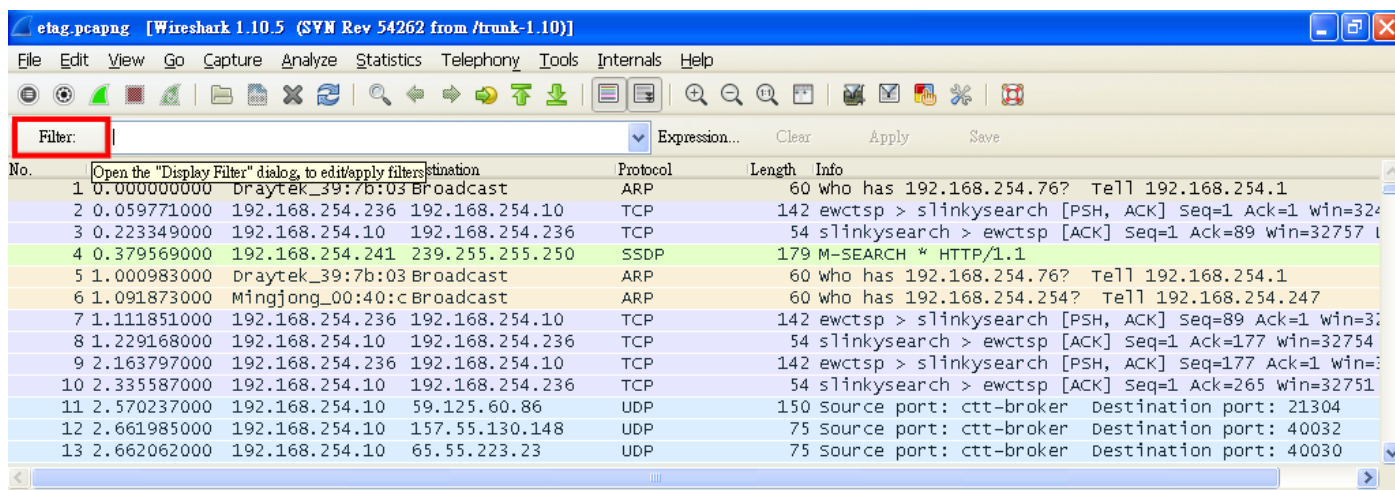 etag.pcapng [Wireshark 1.10.5 (SVN Rev 54262 from /trunk-1.10)]
File Edit View Go Capture Analyze Statistics Telephony Tools Internals Help
Filter: Expression... Clear Apply Save
No. Open the "Display Filter" dialog, to edit/apply filters stination Protocol Length Info
1 0.000000000 Draytek_39:7b:03 Broadcast ARP 60 Who has 192.168.254.76? Tell 192.168.254.1
2 0.059771000 192.168.254.236 192.168.254.10 TCP 142 ewctsp > slinkysearch [PSH, ACK] Seq=1 Ack=1 Win=324
3 0.223349000 192.168.254.10 192.168.254.236 TCP 54 slinkysearch > ewctsp [ACK] Seq=1 Ack=89 Win=32757 L
4 0.379569000 192.168.254.241 239.255.255.250 SSDP 179 M-SEARCH * HTTP/1.1
5 1.000983000 Draytek_39:7b:03 Broadcast ARP 60 Who has 192.168.254.76? Tell 192.168.254.1
6 1.091873000 Mingjong_00:40:c Broadcast ARP 60 Who has 192.168.254.254? Tell 192.168.254.247
7 1.111851000 192.168.254.236 192.168.254.10 TCP 142 ewctsp > slinkysearch [PSH, ACK] Seq=89 Ack=1 Win=32
8 1.229168000 192.168.254.10 192.168.254.236 TCP 54 slinkysearch > ewctsp [ACK] Seq=1 Ack=177 Win=32754
9 2.163797000 192.168.254.236 192.168.254.10 TCP 142 ewctsp > slinkysearch [PSH, ACK] Seq=177 Ack=1 Win=3
10 2.335587000 192.168.254.10 192.168.254.236 TCP 54 slinkysearch > ewctsp [ACK] Seq=1 Ack=265 Win=32751
11 2.570237000 192.168.254.10 59.125.60.86 UDP 150 Source port: ctt-broker Destination port: 21304
12 2.661985000 192.168.254.10 157.55.130.148 UDP 75 Source port: ctt-broker Destination port: 40032
13 2.662062000 192.168.254.10 65.55.223.23 UDP 75 Source port: ctt-broker Destination port: 40030